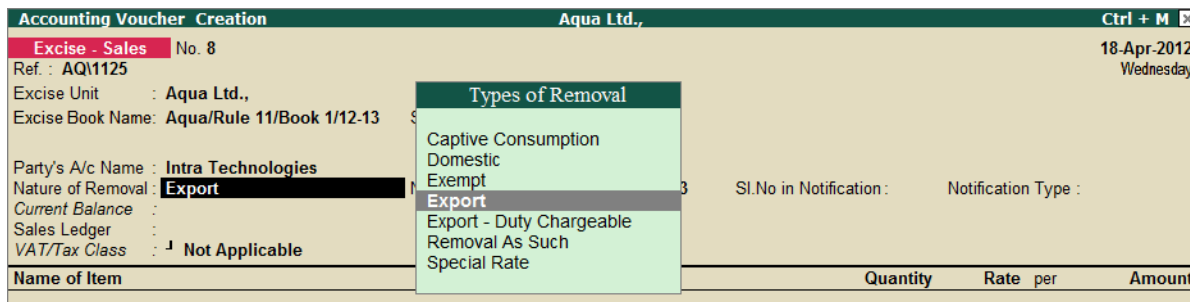 Accounting Voucher Creation Aqua Ltd., Ctrl + M
Excise - Sales No. 8 18-Apr-2012
Ref. : AQ\1125 Wednesday
Excise Unit : Aqua Ltd.,
Excise Book Name: Aqua/Rule 11/Book 1/12-13
Party's A/c Name : Intra Technologies
Nature of Removal : Export Sl.No in Notification : Notification Type :
Current Balance :
Sales Ledger :
VAT/Tax Class : ┘ Not Applicable
Types of Removal
Captive Consumption
Domestic
Exempt
Export
Export - Duty Chargeable
Removal As Such
Special Rate
Name of Item Quantity Rate per Amount